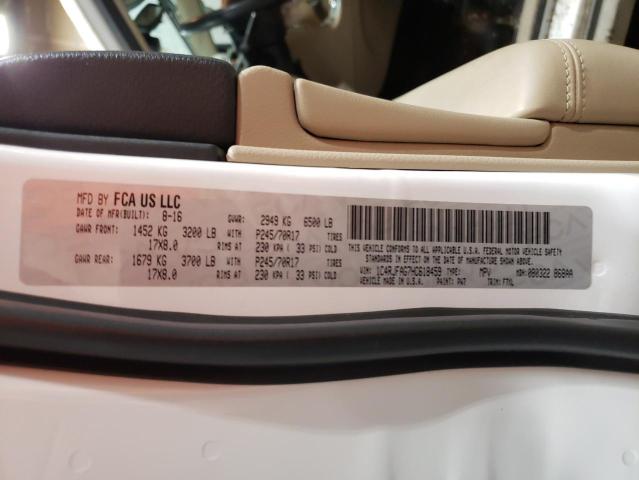 MFD BY FCA US LLC
DATE OF MFR(BUILT): 8-16 GVWR: 2949 KG 6500 LB
GAWR FRONT: 1452 KG 3200 LB WITH P245/70R17 TIRES
17X8.0 RIMS AT 230 KPA ( 33 PSI) COLD
GAWR REAR: 1679 KG 3700 LB WITH P245/70R17 TIRES
17X8.0 RIMS AT 230 KPA ( 33 PSI) COLD
THIS VEHICLE CONFORMS TO ALL APPLICABLE U.S.A. FEDERAL MOTOR VEHICLE SAFETY
STANDARDS IN EFFECT ON THE DATE OF MANUFACTURE SHOWN ABOVE.
VIN: 1C4RJFAG7HC618459 TYPE: MPV MDH: 080322 868AA
VEHICLE MADE IN U.S.A. PAINT: PW7 TRIM: FTXL